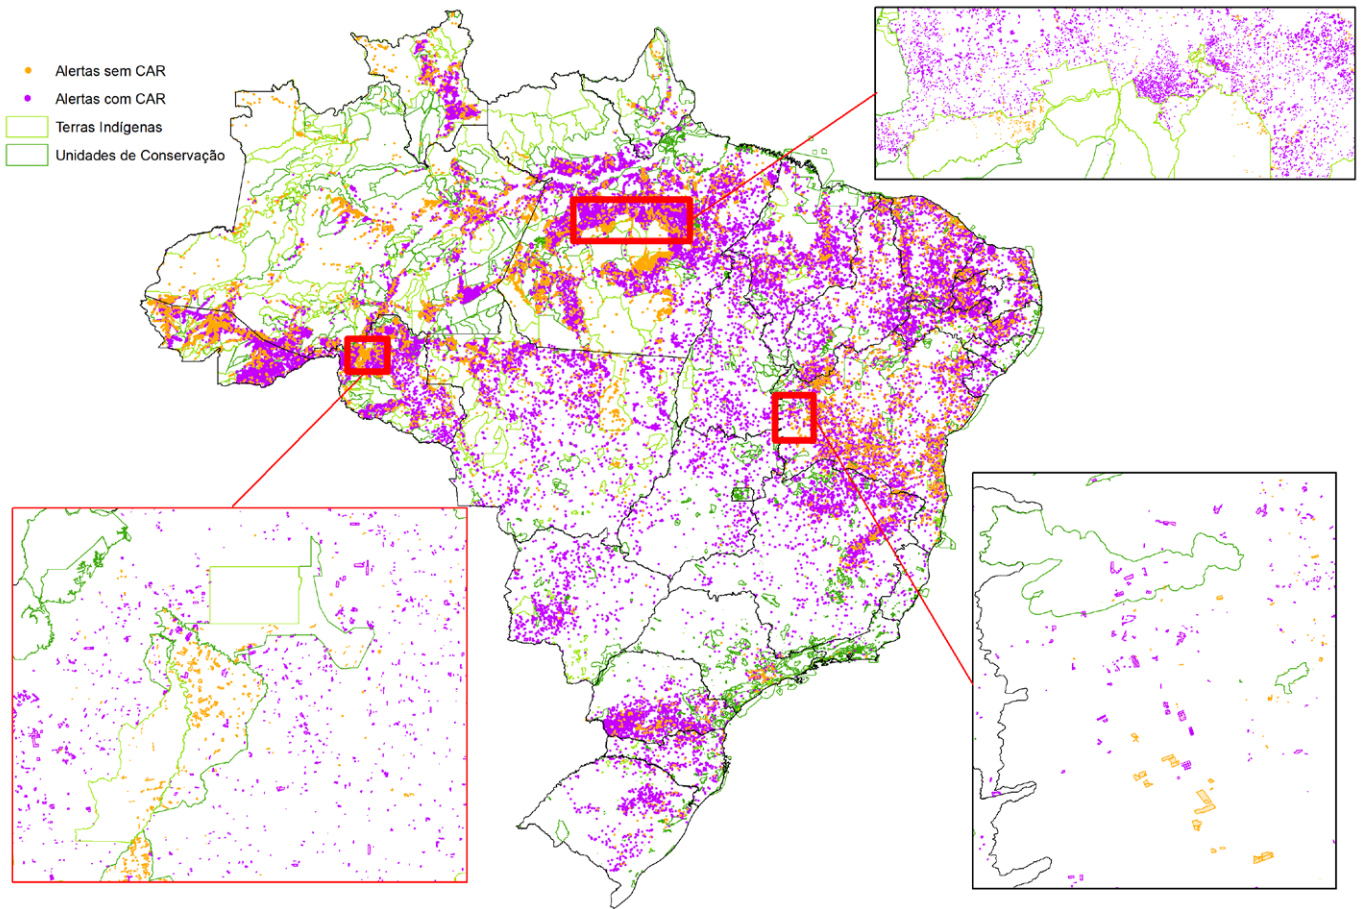 Alertas sem CAR
Alertas com CAR
Terras Indígenas
Unidades de Conservação